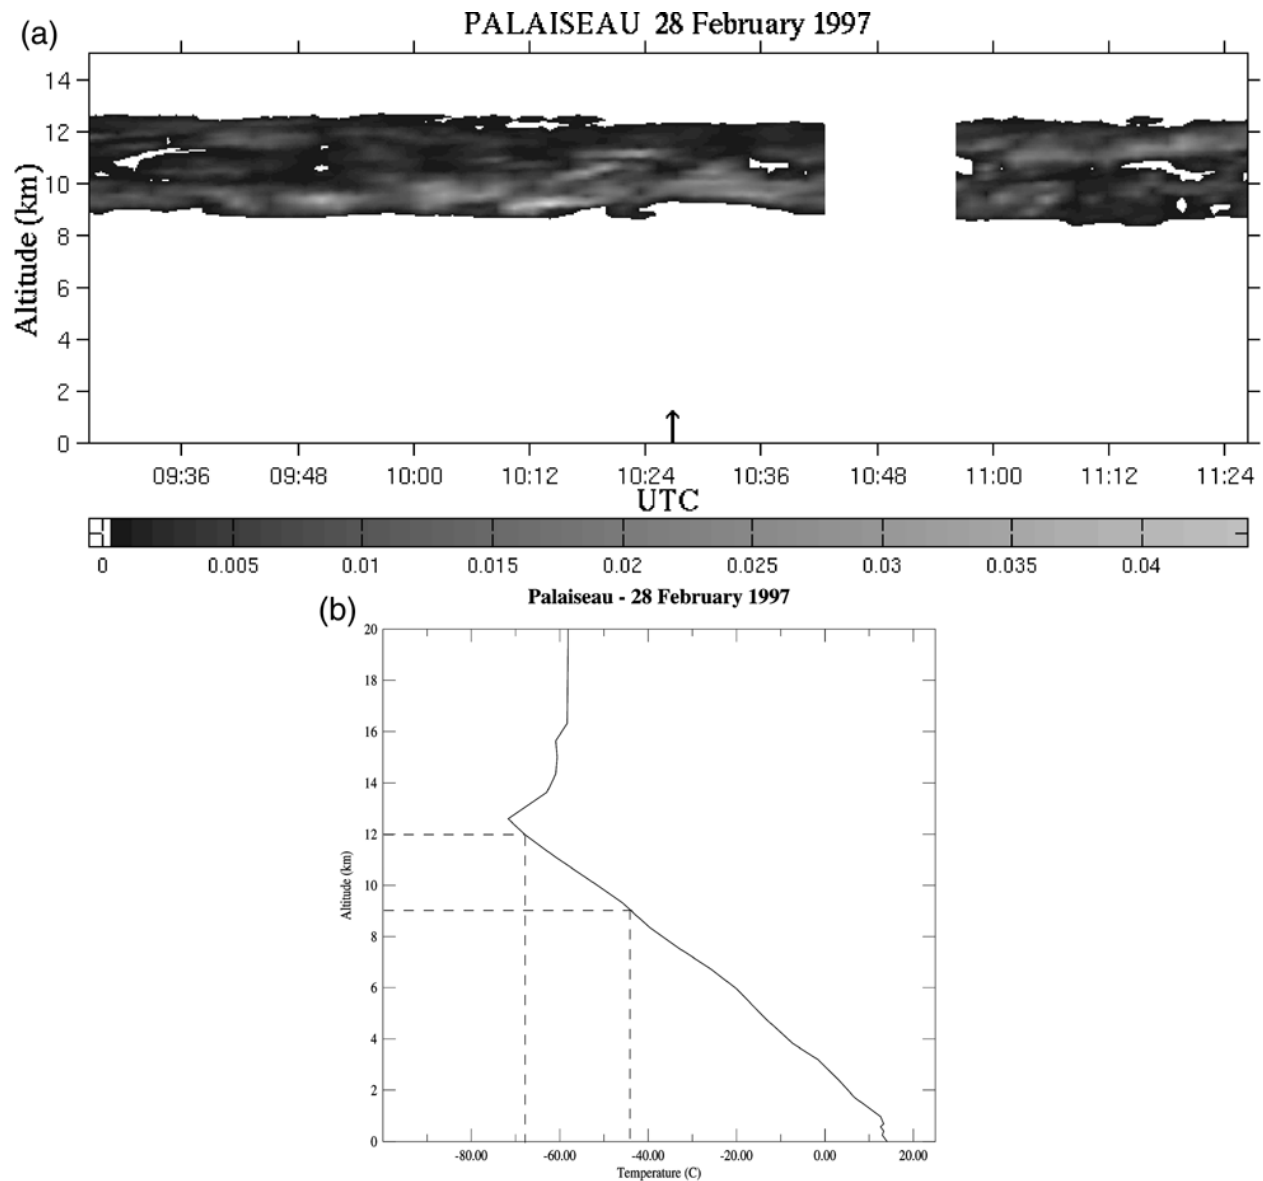 (a)
PALAISEAU 28 February 1997
14
12
10
8
6
4
2
0
Altitude (km)
09:36 09:48 10:00 10:12 10:24 10:36 10:48 11:00 11:12 11:24
UTC
0 0.005 0.01 0.015 0.02 0.025 0.03 0.035 0.04
(b)
Palaiseau - 28 February 1997
20
18
16
14
12
10
8
6
4
2
0
Altitude (km)
-80.00 -60.00 -40.00 -20.00 0.00 20.00
Temperature (C)